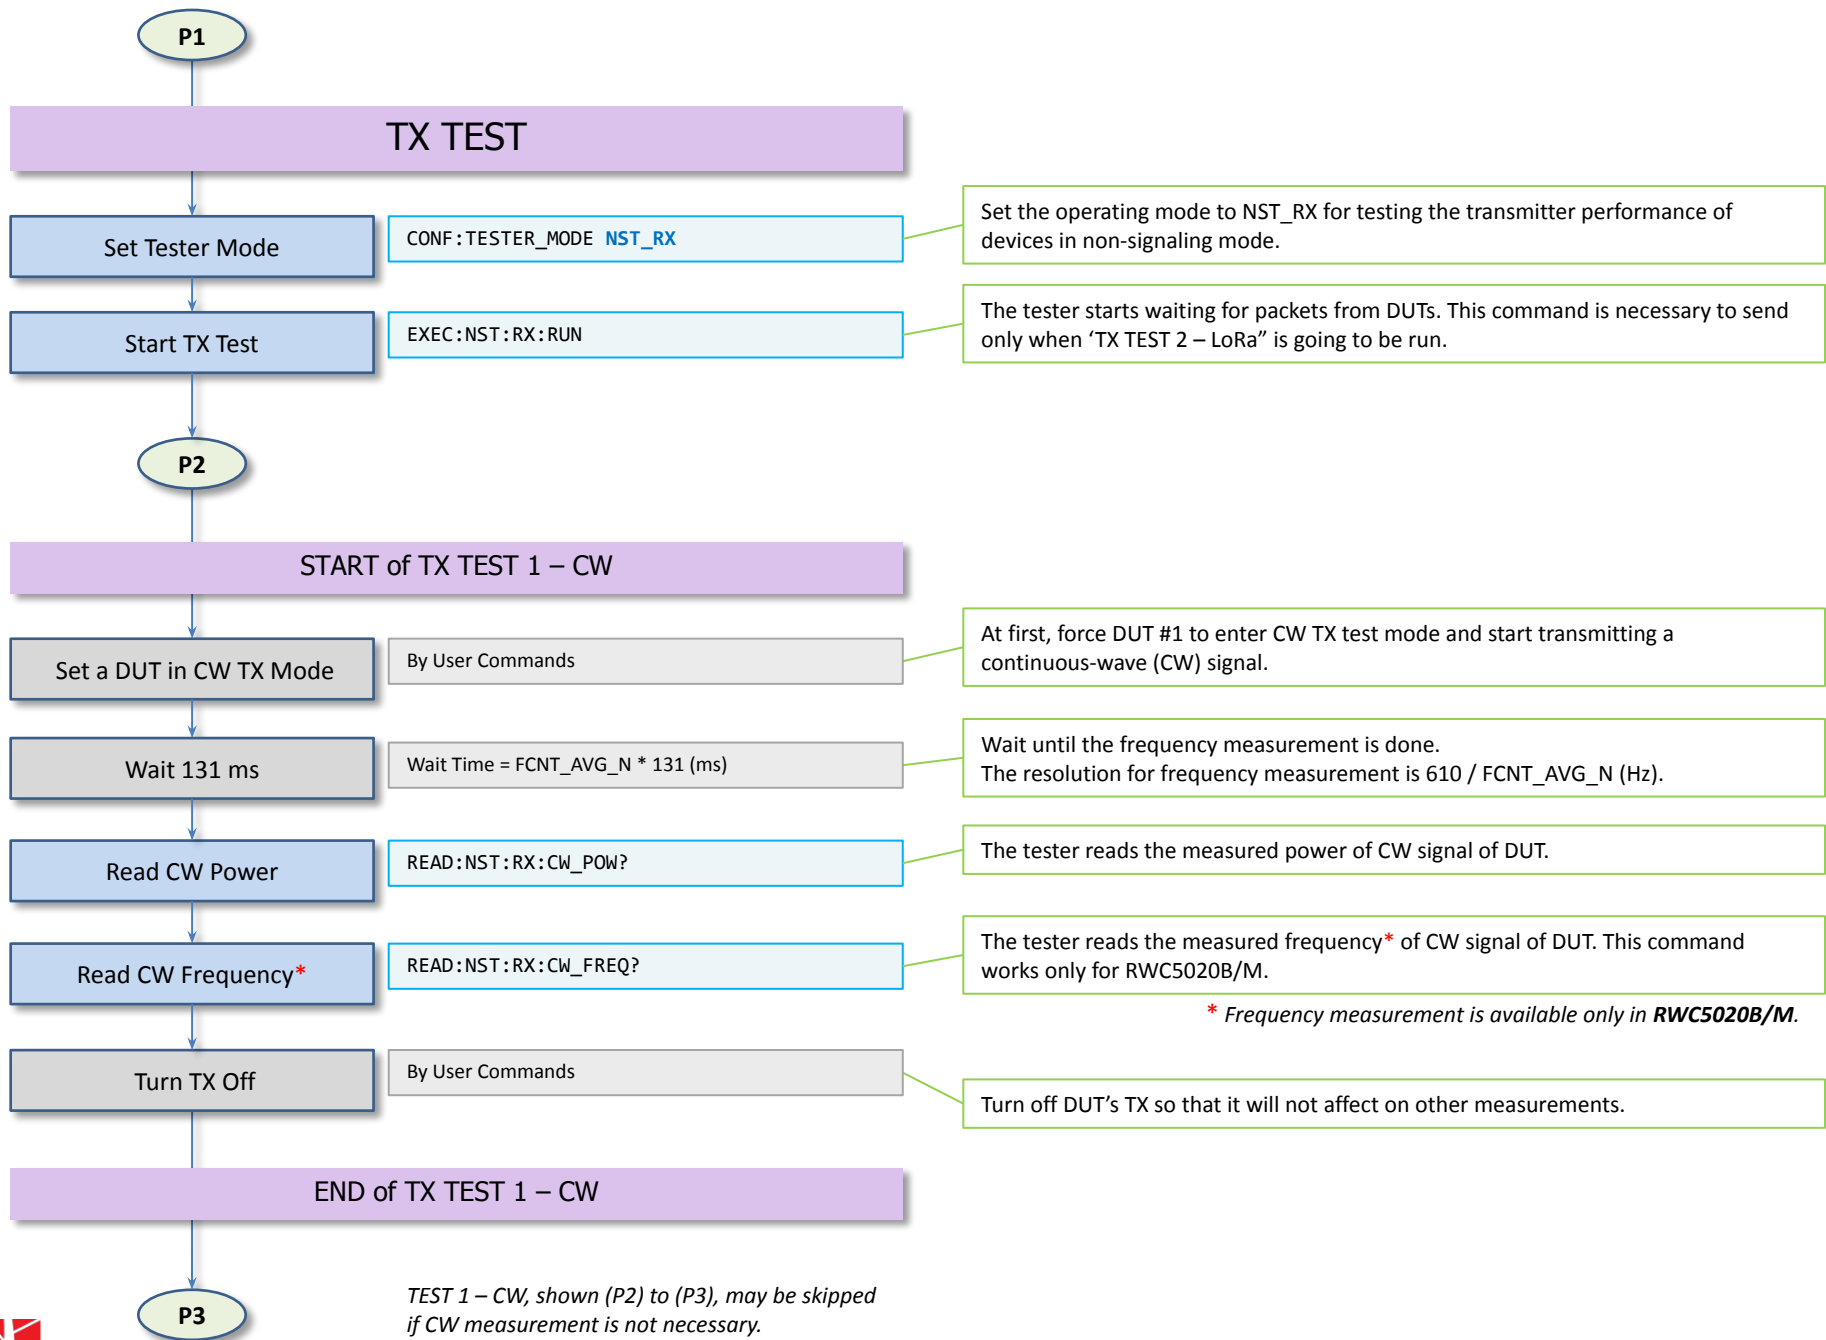 P1
TX TEST
Set Tester Mode
CONF:TESTER_MODE NST_RX
Set the operating mode to NST_RX for testing the transmitter performance of
devices in non-signaling mode.
Start TX Test
EXEC:NST:RX:RUN
The tester starts waiting for packets from DUTs. This command is necessary to send
only when ‘TX TEST 2 – LoRa” is going to be run.
P2
START of TX TEST 1 – CW
Set a DUT in CW TX Mode
By User Commands
At first, force DUT #1 to enter CW TX test mode and start transmitting a
continuous-wave (CW) signal.
Wait 131 ms
Wait Time = FCNT_AVG_N * 131 (ms)
Wait until the frequency measurement is done.
The resolution for frequency measurement is 610 / FCNT_AVG_N (Hz).
Read CW Power
READ:NST:RX:CW_POW?
The tester reads the measured power of CW signal of DUT.
Read CW Frequency*
READ:NST:RX:CW_FREQ?
The tester reads the measured frequency* of CW signal of DUT. This command
works only for RWC5020B/M.
* Frequency measurement is available only in RWC5020B/M.
Turn TX Off
By User Commands
Turn off DUT’s TX so that it will not affect on other measurements.
END of TX TEST 1 – CW
P3
TEST 1 – CW, shown (P2) to (P3), may be skipped
if CW measurement is not necessary.